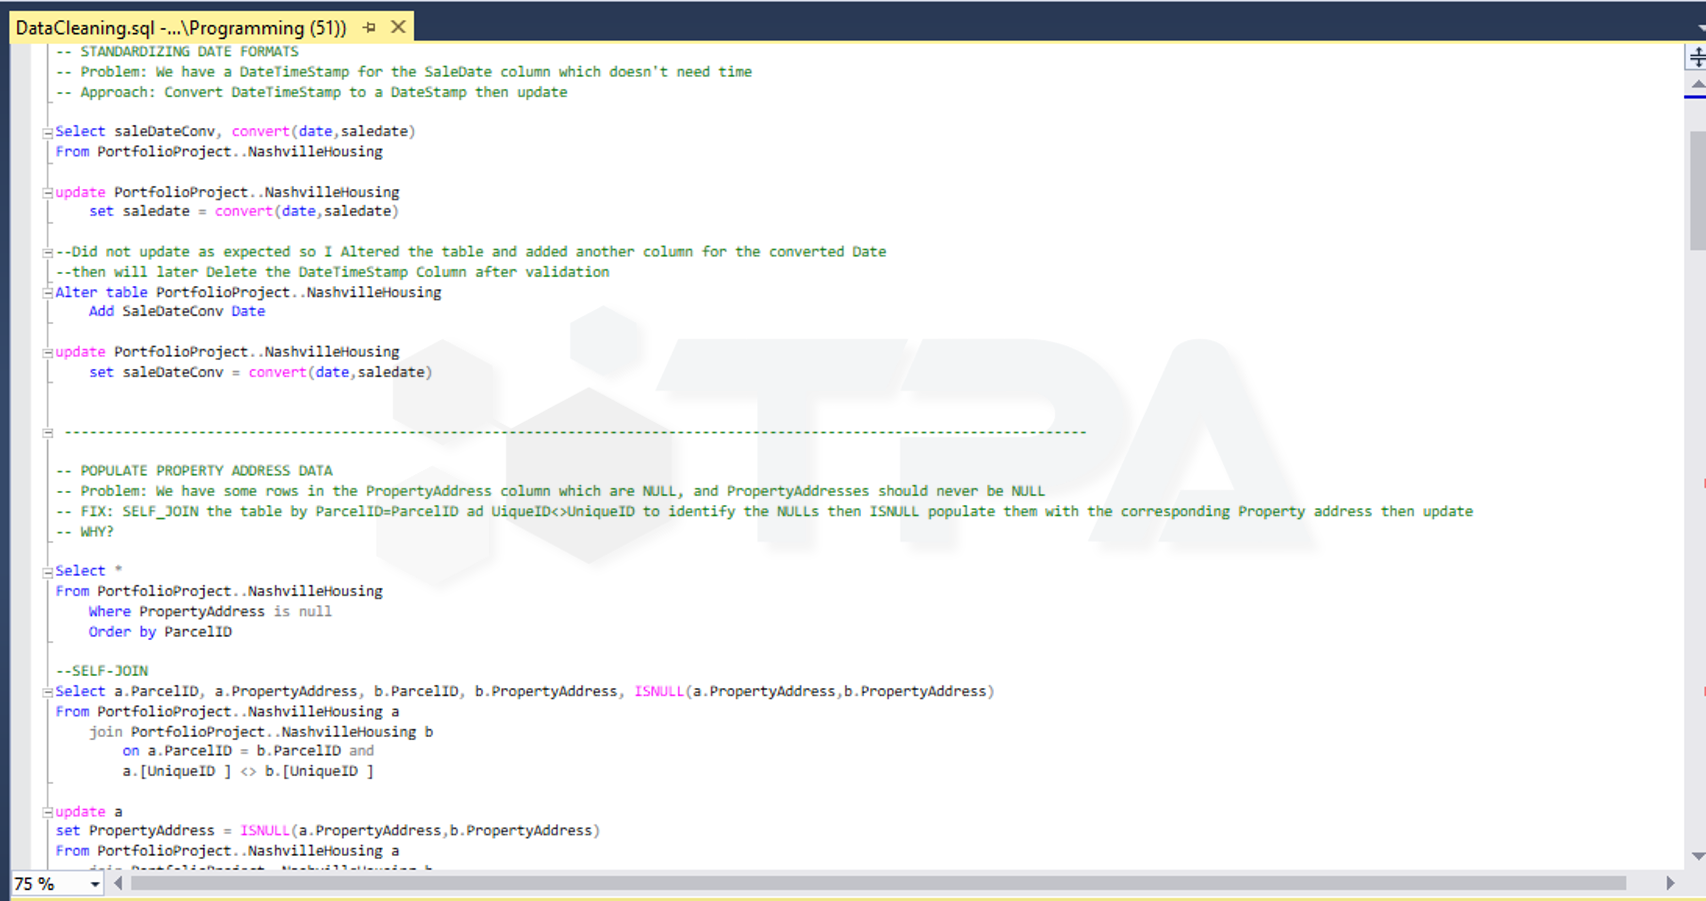 DataCleaning.sql -...\Programming (51))
-- STANDARDIZING DATE FORMATS
-- Problem: We have a DateTimeStamp for the SaleDate column which doesn't need time
-- Approach: Convert DateTimeStamp to a DateStamp then update
Select saleDateConv, convert(date,saledate)
From PortfolioProject..NashvilleHousing
update PortfolioProject..NashvilleHousing
set saledate = convert(date,saledate)
--Did not update as expected so I Altered the table and added another column for the converted Date
--then will later Delete the DateTimeStamp Column after validation
Alter table PortfolioProject..NashvilleHousing
Add SaleDateConv Date
update PortfolioProject..NashvilleHousing
set saleDateConv = convert(date,saledate)
TPA
-- POPULATE PROPERTY ADDRESS DATA
-- Problem: We have some rows in the PropertyAddress column which are NULL, and PropertyAddresses should never be NULL
-- FIX: SELF_JOIN the table by ParcelID=ParcelID ad UiqueID<>UniqueID to identify the NULLs then ISNULL populate them with the corresponding Property address then update
-- WHY?
Select *
From PortfolioProject..NashvilleHousing
Where PropertyAddress is null
Order by ParcelID
--SELF-JOIN
Select a.ParcelID, a.PropertyAddress, b.ParcelID, b.PropertyAddress, ISNULL(a.PropertyAddress,b.PropertyAddress)
From PortfolioProject..NashvilleHousing a
join PortfolioProject..NashvilleHousing b
on a.ParcelID = b.ParcelID and
a.[UniqueID ] <> b.[UniqueID ]
update a
set PropertyAddress = ISNULL(a.PropertyAddress,b.PropertyAddress)
From PortfolioProject..NashvilleHousing a
75 %